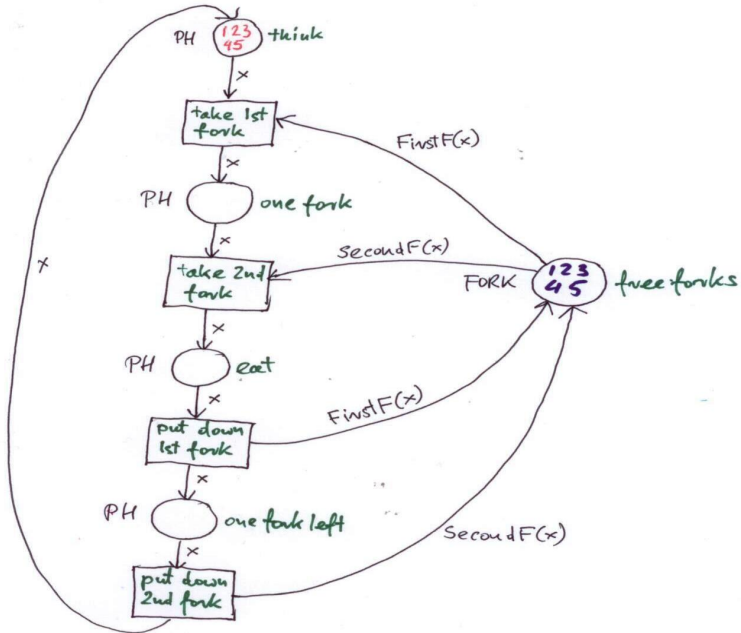 PH
123
45
think
x
take 1st
fork
FirstF(x)
x
PH
one fork
x
SecondF(x)
take 2nd
fork
x
FORK
123
45
free forks
x
PH
eat
x
FirstF(x)
put down
1st fork
x
PH
one fork left
x
SecondF(x)
put down
2nd fork